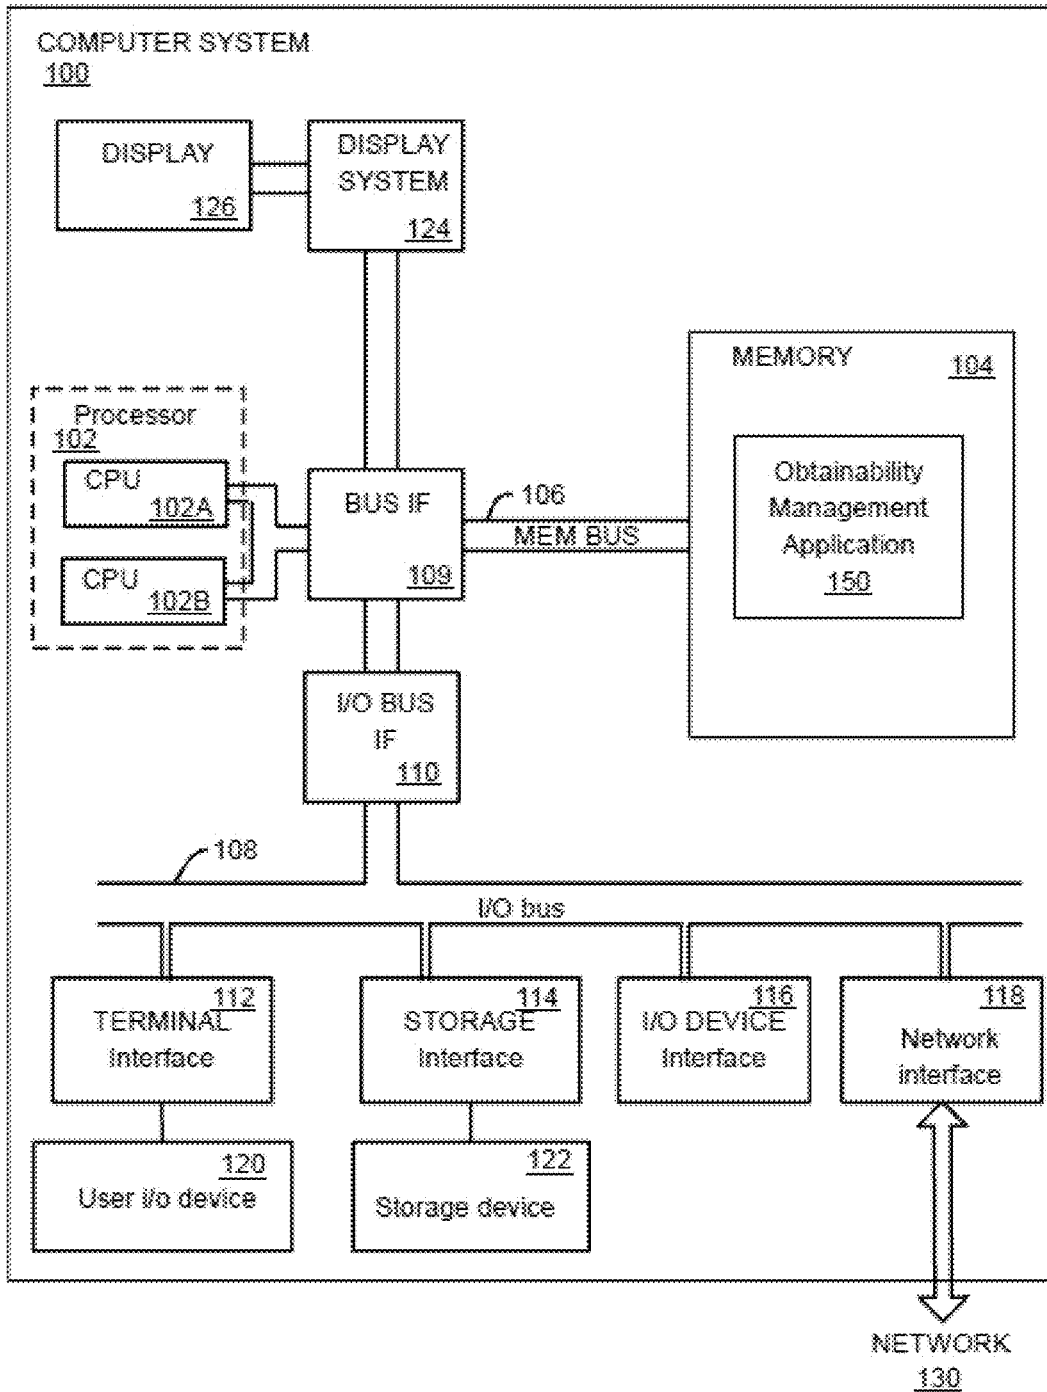 COMPUTER SYSTEM
100
DISPLAY
126
DISPLAY
SYSTEM
124
MEMORY
104
Obtainability
Management
Application
150
Processor
102
CPU
102A
CPU
102B
BUS IF
109
106
MEM BUS
I/O BUS
IF
110
108
I/O bus
112
TERMINAL
Interface
114
STORAGE
Interface
116
I/O DEVICE
Interface
118
Network
interface
120
User i/o device
122
Storage device
NETWORK
130